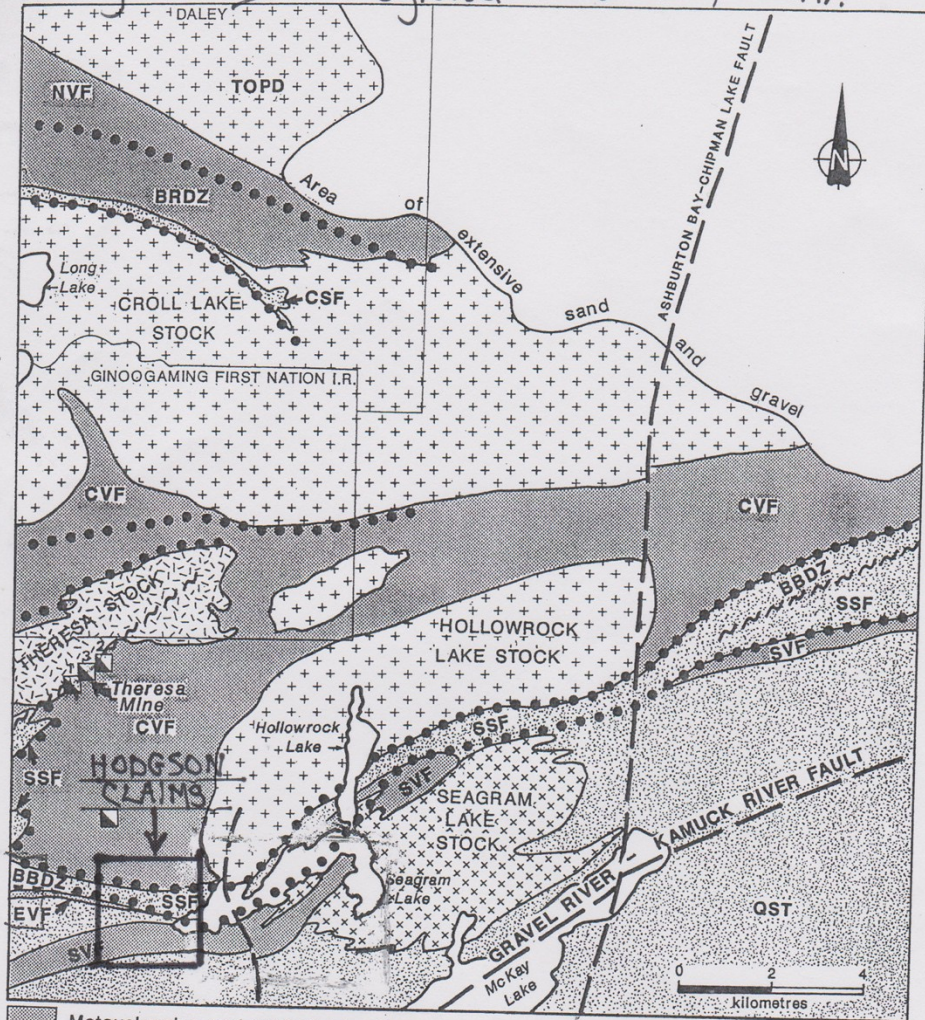 DALEY
TOPD
NVF
BRDZ
Area
of
extensive
sand
and
gravel
ASHBURTON BAY-CHIPMAN LAKE FAULT
N
Long
Lake
CROLL LAKE
STOCK
CSF
GINOOGAMING FIRST NATION I.R.
CVF
CVF
BBDZ
SSF
SVF
THERESA STOCK
HOLLOWROCK
LAKE STOCK
3 2
Theresa
Mine
CVF
Hollowrock
Lake
SSF
SSF
HODGSON
CLAIMS
SVF
SEAGRAM
LAKE
STOCK
GRAVEL RIVER - KAMUCK RIVER FAULT
BBDZ
SSF
EVF
Seagram
Lake
QST
SVF
McKay
Lake
0 2 4
kilometres